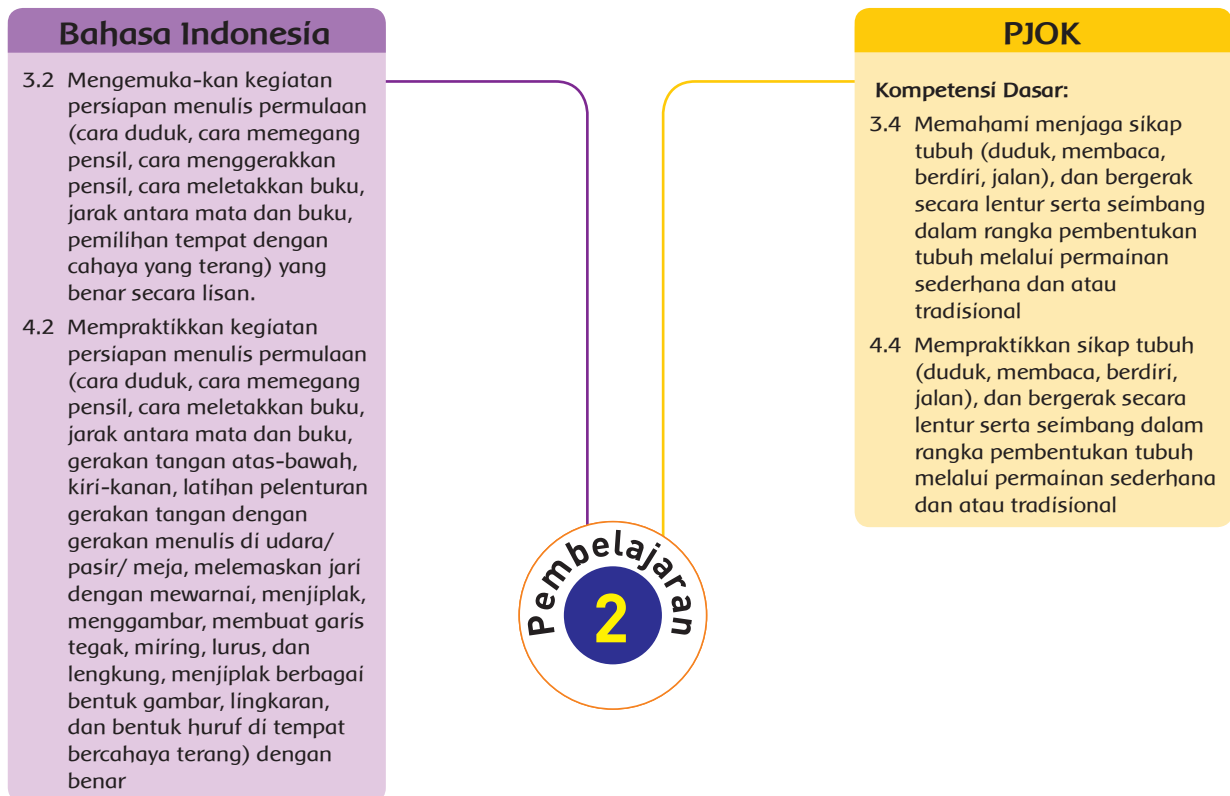 Bahasa Indonesia
3.2 Mengemuka-kan kegiatan
persiapan menulis permulaan
(cara duduk, cara memegang
pensil, cara menggerakkan
pensil, cara meletakkan buku,
jarak antara mata dan buku,
pemilihan tempat dengan
cahaya yang terang) yang
benar secara lisan.
4.2 Mempraktikkan kegiatan
persiapan menulis permulaan
(cara duduk, cara memegang
pensil, cara meletakkan buku,
jarak antara mata dan buku,
gerakan tangan atas-bawah,
kiri-kanan, latihan pelenturan
gerakan tangan dengan
gerakan menulis di udara/
pasir/ meja, melemaskan jari
dengan mewarnai, menjiplak,
menggambar, membuat garis
tegak, miring, lurus, dan
lengkung, menjiplak berbagai
bentuk gambar, lingkaran,
dan bentuk huruf di tempat
bercahaya terang) dengan
benar
PJOK
Kompetensi Dasar:
3.4 Memahami menjaga sikap
tubuh (duduk, membaca,
berdiri, jalan), dan bergerak
secara lentur serta seimbang
dalam rangka pembentukan
tubuh melalui permainan
sederhana dan atau
tradisional
4.4 Mempraktikkan sikap tubuh
(duduk, membaca, berdiri,
jalan), dan bergerak secara
lentur serta seimbang dalam
rangka pembentukan tubuh
melalui permainan sederhana
dan atau tradisional
Pembelajaran
2